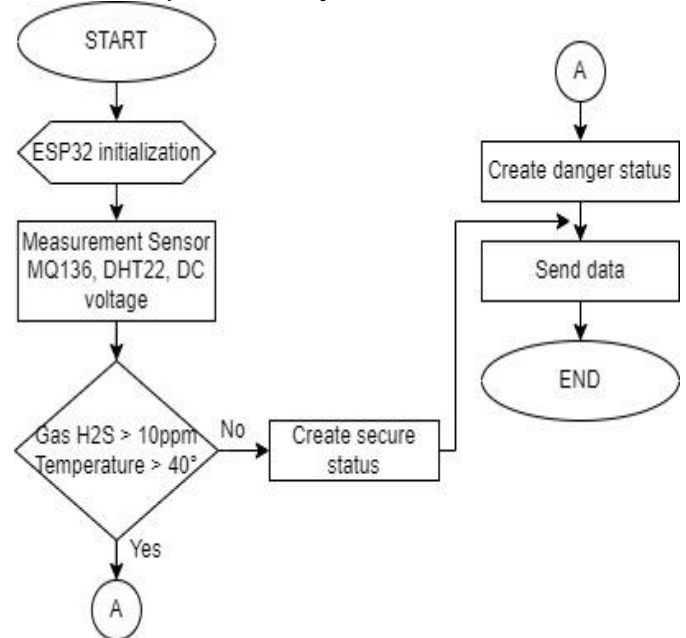 START
ESP32 initialization
Measurement Sensor
MQ136, DHT22, DC
voltage
Gas H2S > 10ppm
Temperature > 40°
No
Create secure
status
Yes
A
A
Create danger status
Send data
END